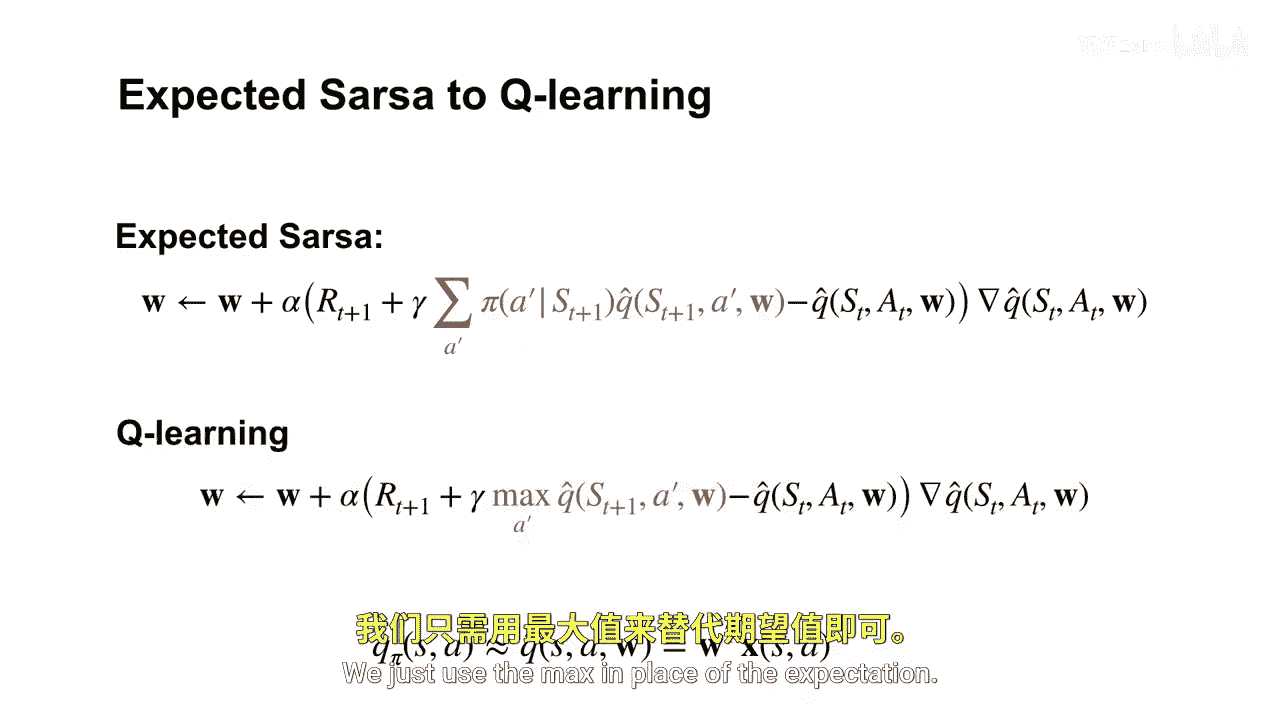 Expected Sarsa to Q-learning
Expected Sarsa:
w ← w + α(R_{t+1} + γ ∑_{a′} π(a′|S_{t+1})q̂(S_{t+1}, a′, w)−q̂(S_t, A_t, w)) ∇q̂(S_t, A_t, w)
Q-learning
w ← w + α(R_{t+1} + γ max_{a′} q̂(S_{t+1}, a′, w)−q̂(S_t, A_t, w)) ∇q̂(S_t, A_t, w)
q_π(s, a) ≈ q̂(s, a, w) = w x(s, a)
我们只需用最大值来替代期望值即可。
We just use the max in place of the expectation.